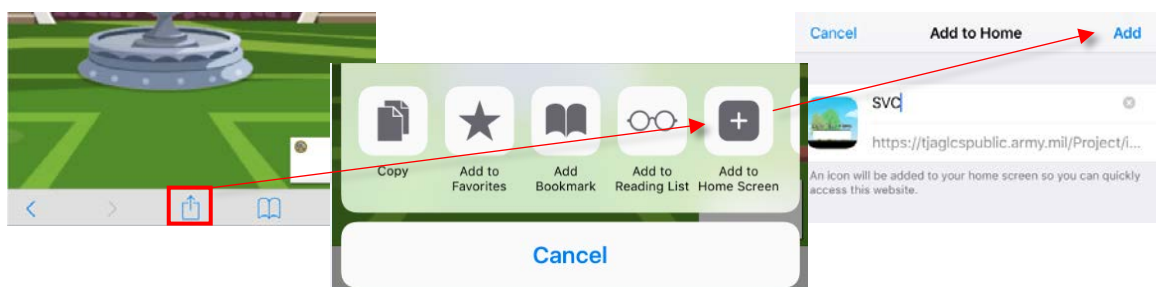 Copy
Add to
Favorites
Add
Bookmark
Add to
Reading List
Add to
Home Screen
Cancel
Cancel
Add to Home
Add
SVC
https://tjaglcspublic.army.mil/Project/i...
An icon will be added to your home screen so you can quickly
access this website.